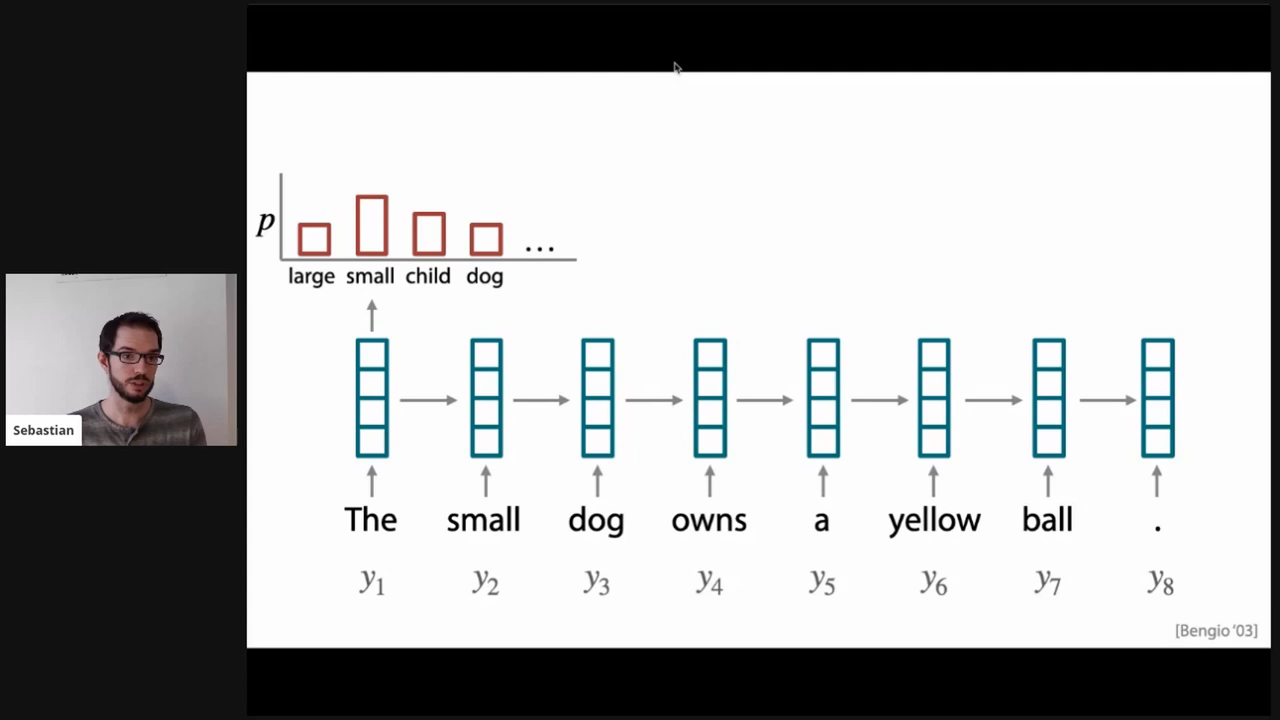 p
...
large small child dog
The small dog owns a yellow ball .
y1 y2 y3 y4 y5 y6 y7 y8
[Bengio ‘03]
Sebastian